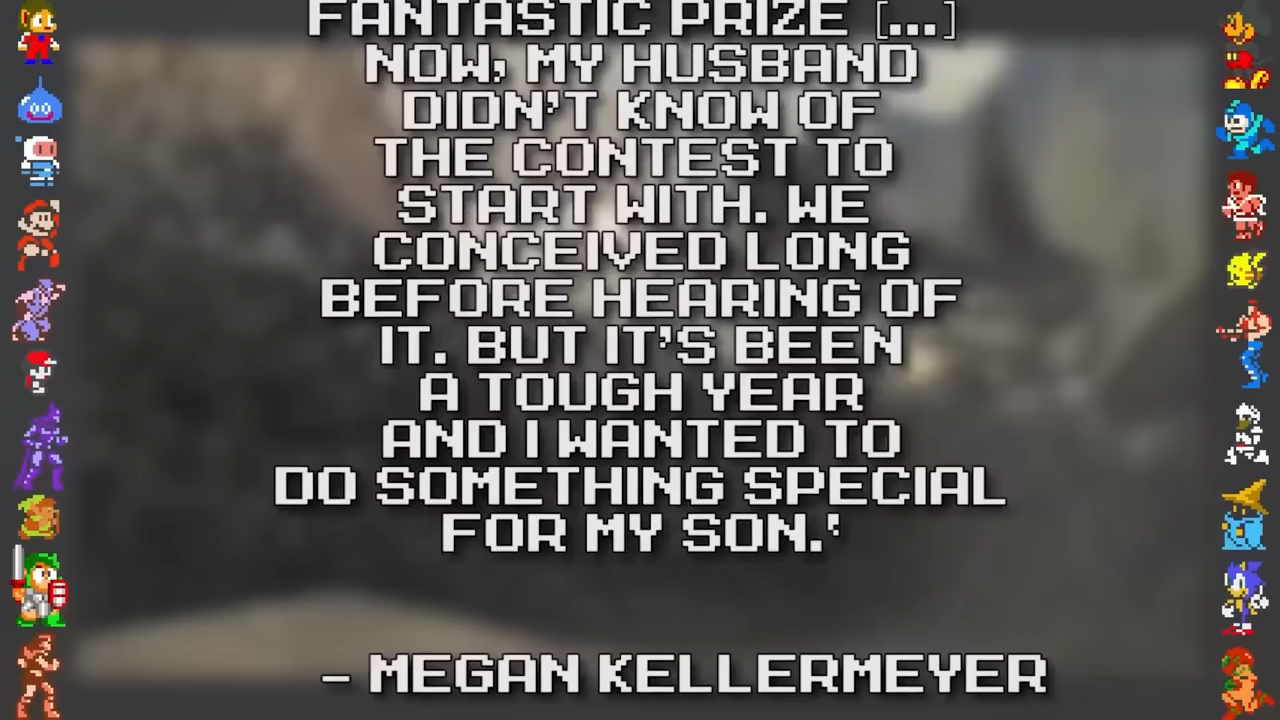 FANTASTIC PRIZE [...]
NOW, MY HUSBAND
DIDN'T KNOW OF
THE CONTEST TO
START WITH. WE
CONCEIVED LONG
BEFORE HEARING OF
IT. BUT IT'S BEEN
A TOUGH YEAR
AND I WANTED TO
DO SOMETHING SPECIAL
FOR MY SON.'
- MEGAN KELLERMEYER